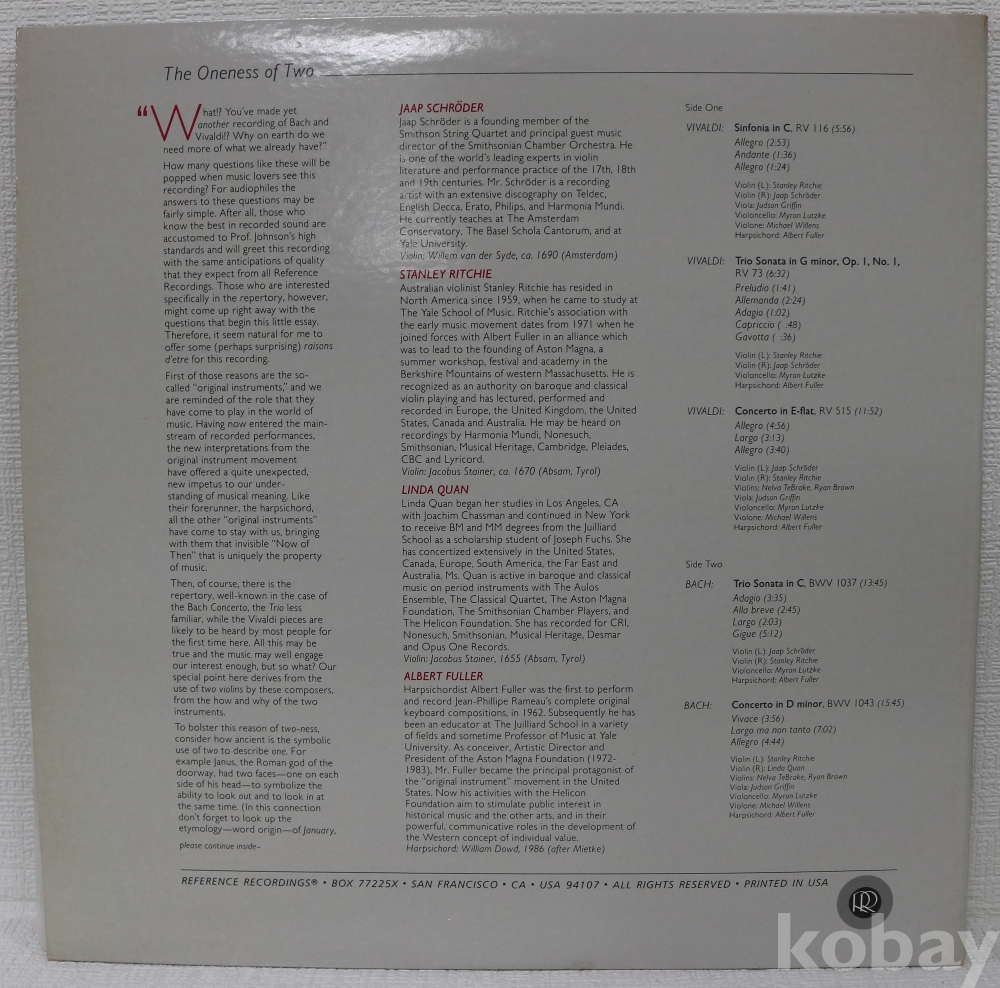 The Oneness of Two
"What!? You've made yet
another recording of Bach and
Vivaldi!? Why on earth do we
need more of what we already have?"
How many questions like these will be
popped when music lovers see this
recording? For audiophiles the
answers to these questions may be
fairly simple. After all, those who
know the best in recorded sound are
accustomed to Prof. Johnson's high
standards and will greet this recording
with the same anticipations of quality
that they expect from all Reference
Recordings. Those who are interested
specifically in the repertory, however,
might come up right away with the
questions that begin this little essay.
Therefore, it seem natural for me to
offer some (perhaps surprising) raisons
d'etre for this recording.
First of those reasons are the so-
called "original instruments," and we
are reminded of the role that they
have come to play in the world of
music. Having now entered the main-
stream of recorded performances,
the new interpretations from the
original instrument movement
have offered a quite unexpected,
new impetus to our under-
standing of musical meaning. Like
their forerunner, the harpsichord,
all the other "original instruments"
have come to stay with us, bringing
with them that invisible "Now of
Then" that is uniquely the property
of music.
Then, of course, there is the
repertory, well-known in the case of
the Bach Concerto, the Trio less
familiar, while the Vivaldi pieces are
likely to be heard by most people for
the first time here. All this may be
true and the music may well engage
our interest enough, but so what? Our
special point here derives from the
use of two violins by these composers,
from the how and why of the two
instruments.
To bolster this reason of two-ness,
consider how ancient is the symbolic
use of two to describe one. For
example Janus, the Roman god of the
doorway, had two faces—one on each
side of his head—to symbolize the
ability to look out and to look in at
the same time. (In this connection
don't forget to look up the
etymology—word origin—of January,
please continue inside–
JAAP SCHRÖDER
Jaap Schröder is a founding member of the
Smithson String Quartet and principal guest music
director of the Smithsonian Chamber Orchestra. He
is one of the world's leading experts in violin
literature and performance practice of the 17th, 18th
and 19th centuries. Mr. Schröder is a recording
artist with an extensive discography on Teldec,
English Decca, Erato, Philips, and Harmonia Mundi.
He currently teaches at The Amsterdam
Conservatory, The Basel Schola Cantorum, and at
Yale University.
Violin: Willem van der Syde, ca. 1690 (Amsterdam)
STANLEY RITCHIE
Australian violinist Stanley Ritchie has resided in
North America since 1959, when he came to study at
The Yale School of Music. Ritchie's association with
the early music movement dates from 1971 when he
joined forces with Albert Fuller in an alliance which
was to lead to the founding of Aston Magna, a
summer workshop, festival and academy in the
Berkshire Mountains of western Massachusetts. He is
recognized as an authority on baroque and classical
violin playing and has lectured, performed and
recorded in Europe, the United Kingdom, the United
States, Canada and Australia. He may be heard on
recordings by Harmonia Mundi, Nonesuch,
Smithsonian, Musical Heritage, Cambridge, Pleiades,
CBC and Lyricord.
Violin: Jacobus Stainer, ca. 1670 (Absam, Tyrol)
LINDA QUAN
Linda Quan began her studies in Los Angeles, CA
with Joachim Chassman and continued in New York
to receive BM and MM degrees from the Juilliard
School as a scholarship student of Joseph Fuchs. She
has concertized extensively in the United States,
Canada, Europe, South America, the Far East and
Australia. Ms. Quan is active in baroque and classical
music on period instruments with The Aulos
Ensemble, The Classical Quartet, The Aston Magna
Foundation, The Smithsonian Chamber Players, and
The Helicon Foundation. She has recorded for CRI,
Nonesuch, Smithsonian, Musical Heritage, Desmar
and Opus One Records.
Violin: Jacobus Stainer, 1655 (Absam, Tyrol)
ALBERT FULLER
Harpsichordist Albert Fuller was the first to perform
and record Jean-Phillipe Rameau's complete original
keyboard compositions, in 1962. Subsequently he has
been an educator at The Juilliard School in a variety
of fields and sometime Professor of Music at Yale
University. As conceiver, Artistic Director and
President of the Aston Magna Foundation (1972-
1983), Mr. Fuller became the principal protagonist of
the "original instrument" movement in the United
States. Now his activities with the Helicon
Foundation aim to stimulate public interest in
historical music and the other arts, and in their
powerful, communicative roles in the development of
the Western concept of individual value.
Harpsichord: William Dowd, 1986 (after Mietke)
Side One
VIVALDI: Sinfonia in C, RV 116 (5:56)
Allegro (2:53)
Andante (1:36)
Allegro (1:24)
Violin (L): Stanley Ritchie
Violin (R): Jaap Schröder
Viola: Judson Griffin
Violoncello: Myron Lutzke
Violone: Michael Willens
Harpsichord: Albert Fuller
VIVALDI: Trio Sonata in G minor, Op. 1, No. 1,
RV 73 (6:32)
Preludio (1:41)
Allemanda (2:24)
Adagio (1:02)
Capriccio ( :48)
Gavotta ( :36)
Violin (L): Stanley Ritchie
Violin (R): Jaap Schröder
Violoncello: Myron Lutzke
Harpsichord: Albert Fuller
VIVALDI: Concerto in E-flat, RV 515 (11:52)
Allegro (4:56)
Largo (3:13)
Allegro (3:40)
Violin (L): Jaap Schröder
Violin (R): Stanley Ritchie
Violins: Nelva TeBrake, Ryan Brown
Viola: Judson Griffin
Violoncello: Myron Lutzke
Violone: Michael Willens
Harpsichord: Albert Fuller
Side Two
BACH: Trio Sonata in C, BWV 1037 (13:45)
Adagio (3:35)
Alla breve (2:45)
Largo (2:03)
Gigue (5:12)
Violin (L): Jaap Schröder
Violin (R): Stanley Ritchie
Violoncello: Myron Lutzke
Harpsichord: Albert Fuller
BACH: Concerto in D minor, BWV 1043 (15:45)
Vivace (3:56)
Largo ma non tanto (7:02)
Allegro (4:44)
Violin (L): Stanley Ritchie
Violin (R): Linda Quan
Violins: Nelva TeBrake, Ryan Brown
Viola: Judson Griffin
Violoncello: Myron Lutzke
Violone: Michael Willens
Harpsichord: Albert Fuller
REFERENCE RECORDINGS® • BOX 77225X • SAN FRANCISCO • CA • USA 94107 • ALL RIGHTS RESERVED • PRINTED IN USA
RR
kobay